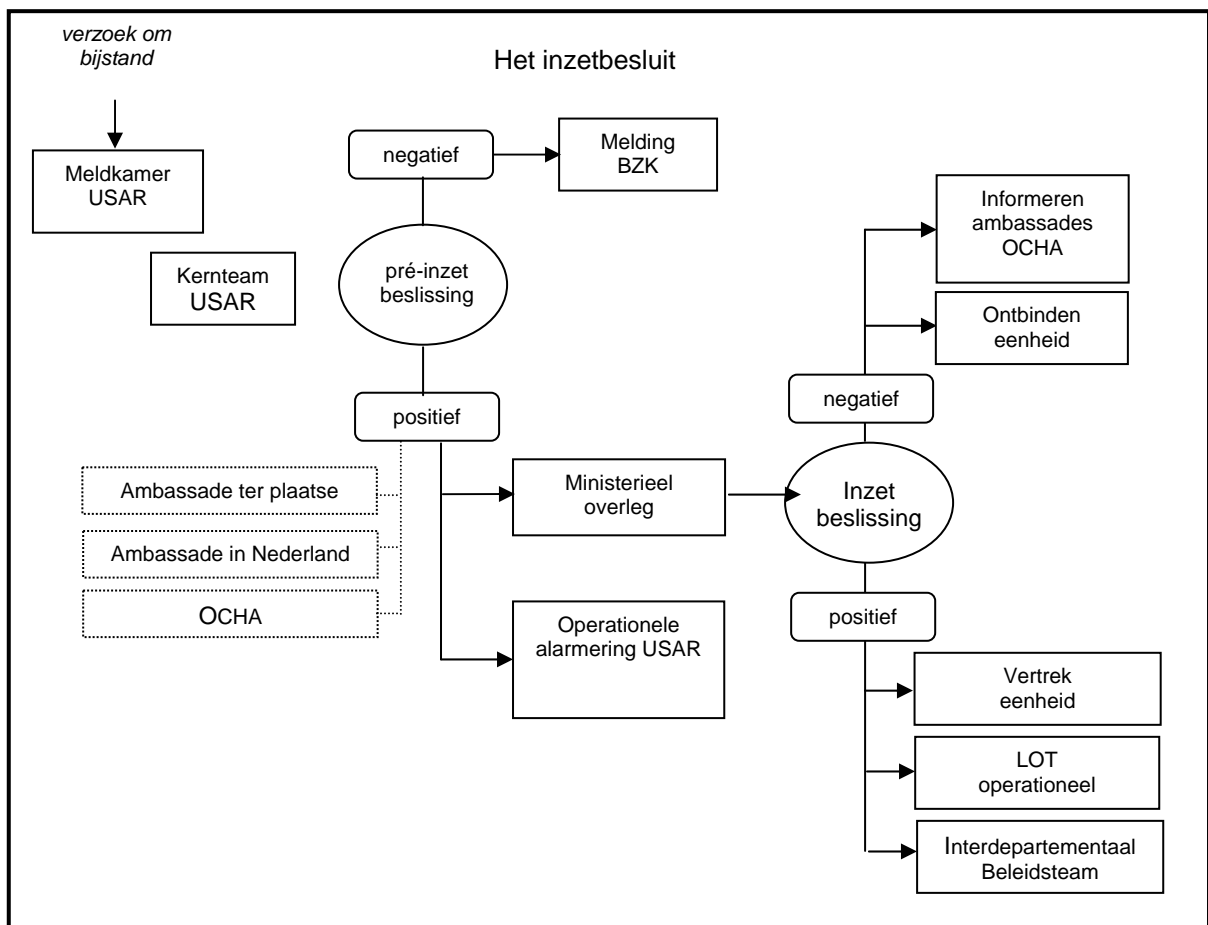 verzoek om
bijstand
Het inzetbesluit
Meldkamer
USAR
Kernteam
USAR
negatief
Melding
BZK
pré-inzet
beslissing
positief
Ambassade ter plaatse
Ambassade in Nederland
OCHA
Ministerieel
overleg
Operationele
alarmering USAR
Informeren
ambassades
OCHA
Ontbinden
eenheid
negatief
Inzet
beslissing
positief
Vertrek
eenheid
LOT
operationeel
Interdepartementaal
Beleidsteam